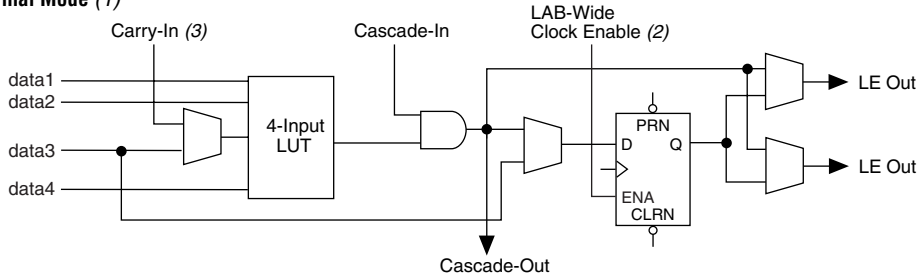 Mode (1)
Carry-In (3)
Cascade-In
LAB-Wide
Clock Enable (2)
data1
data2
data3
data4
4-Input
LUT
PRN
D
Q
ENA
CLRN
LE Out
LE Out
Cascade-Out